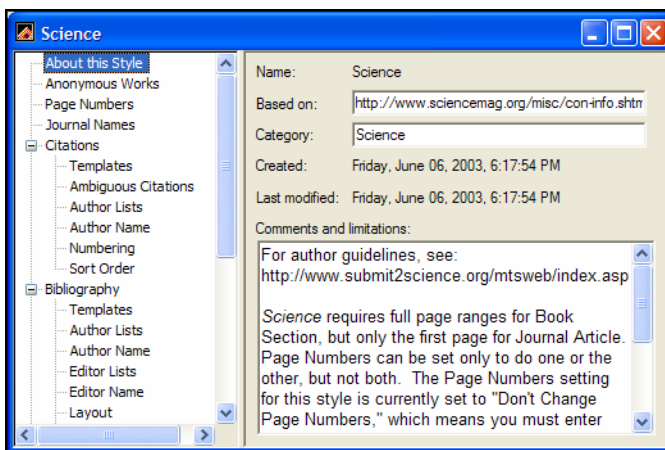 Science
About this Style
Anonymous Works
Page Numbers
Journal Names
Citations
Templates
Ambiguous Citations
Author Lists
Author Name
Numbering
Sort Order
Bibliography
Templates
Author Lists
Author Name
Editor Lists
Editor Name
Layout
Name: Science
Based on: http://www.sciencemag.org/misc/con-info.shtm
Category: Science
Created: Friday, June 06, 2003, 6:17:54 PM
Last modified: Friday, June 06, 2003, 6:17:54 PM
Comments and limitations:
For author guidelines, see:
http://www.submit2science.org/mtsweb/index.asp
Science requires full page ranges for Book
Section, but only the first page for Journal Article.
Page Numbers can be set only to do one or the
other, but not both.  The Page Numbers setting
for this style is currently set to "Don't Change
Page Numbers," which means you must enter